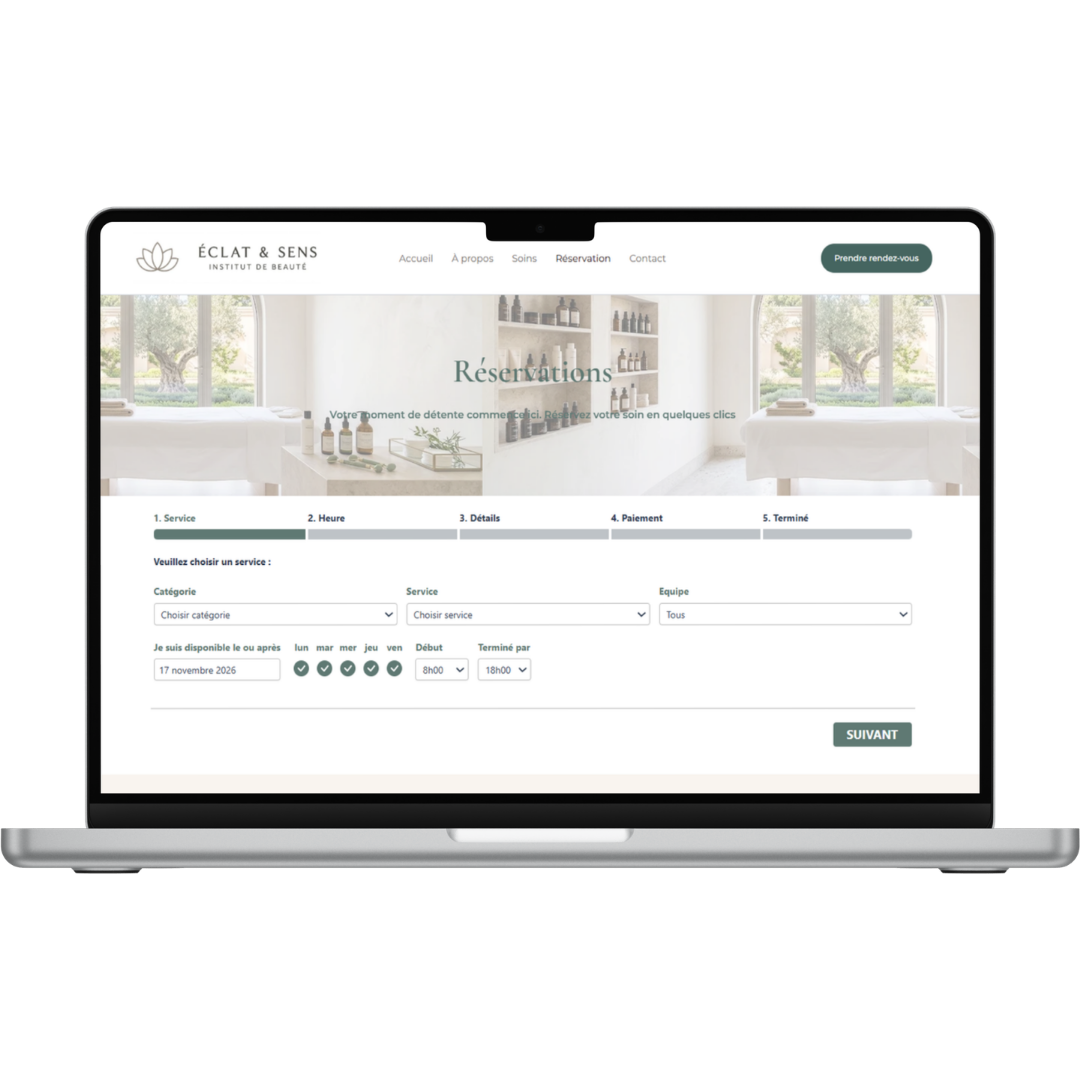 ÉCLAT & SENS
INSTITUT DE BEAUTÉ
Accueil À propos Soins Réservation Contact
Prendre rendez-vous
Réservations
Votre moment de détente commence ici. Réservez votre soin en quelques clics
1. Service 2. Heure 3. Détails 4. Paiement 5. Terminé
Veuillez choisir un service :
Catégorie Service Equipe
Choisir catégorie Choisir service Tous
Je suis disponible le ou après lun mar mer jeu ven Début Terminé par
17 novembre 2026 8h00 18h00
SUIVANT